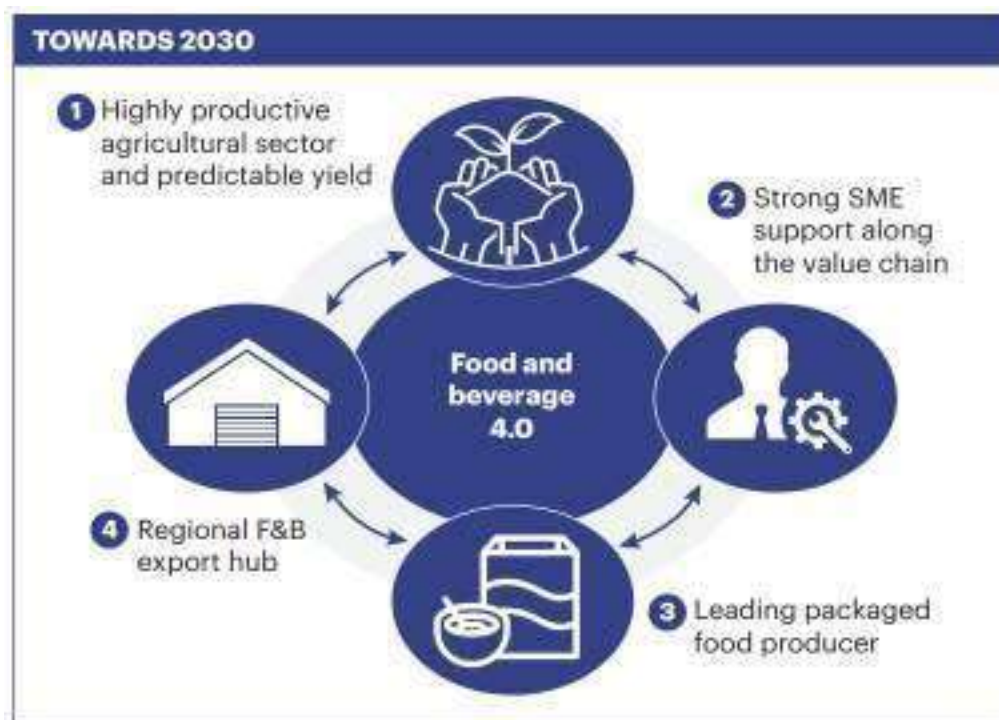 TOWARDS 2030
1 Highly productive
agricultural sector
and predictable yield
2 Strong SME
support along
the value chain
Food and
beverage
4.0
4 Regional F&B
export hub
3 Leading packaged
food producer